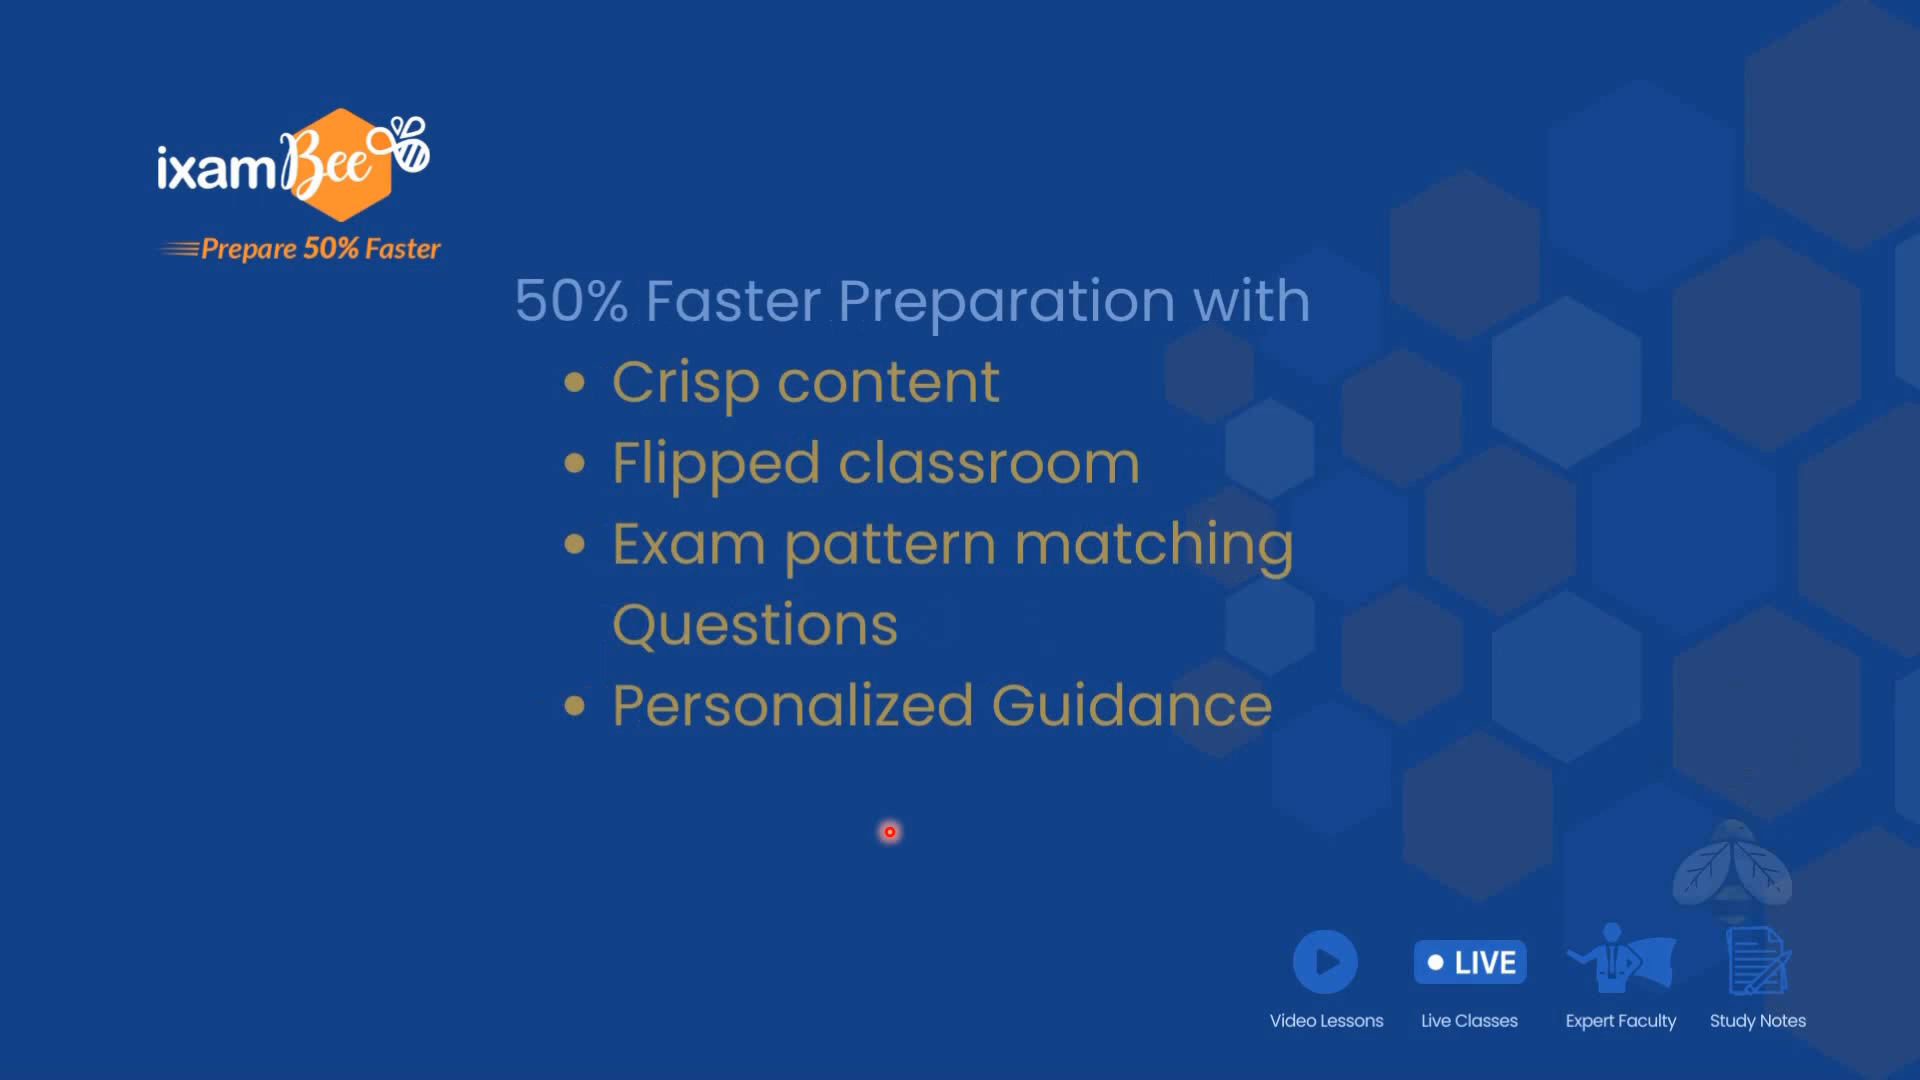 ixamBee
Prepare 50% Faster
50% Faster Preparation with
• Crisp content
• Flipped classroom
• Exam pattern matching
Questions
• Personalized Guidance
LIVE
Video Lessons Live Classes Expert Faculty Study Notes